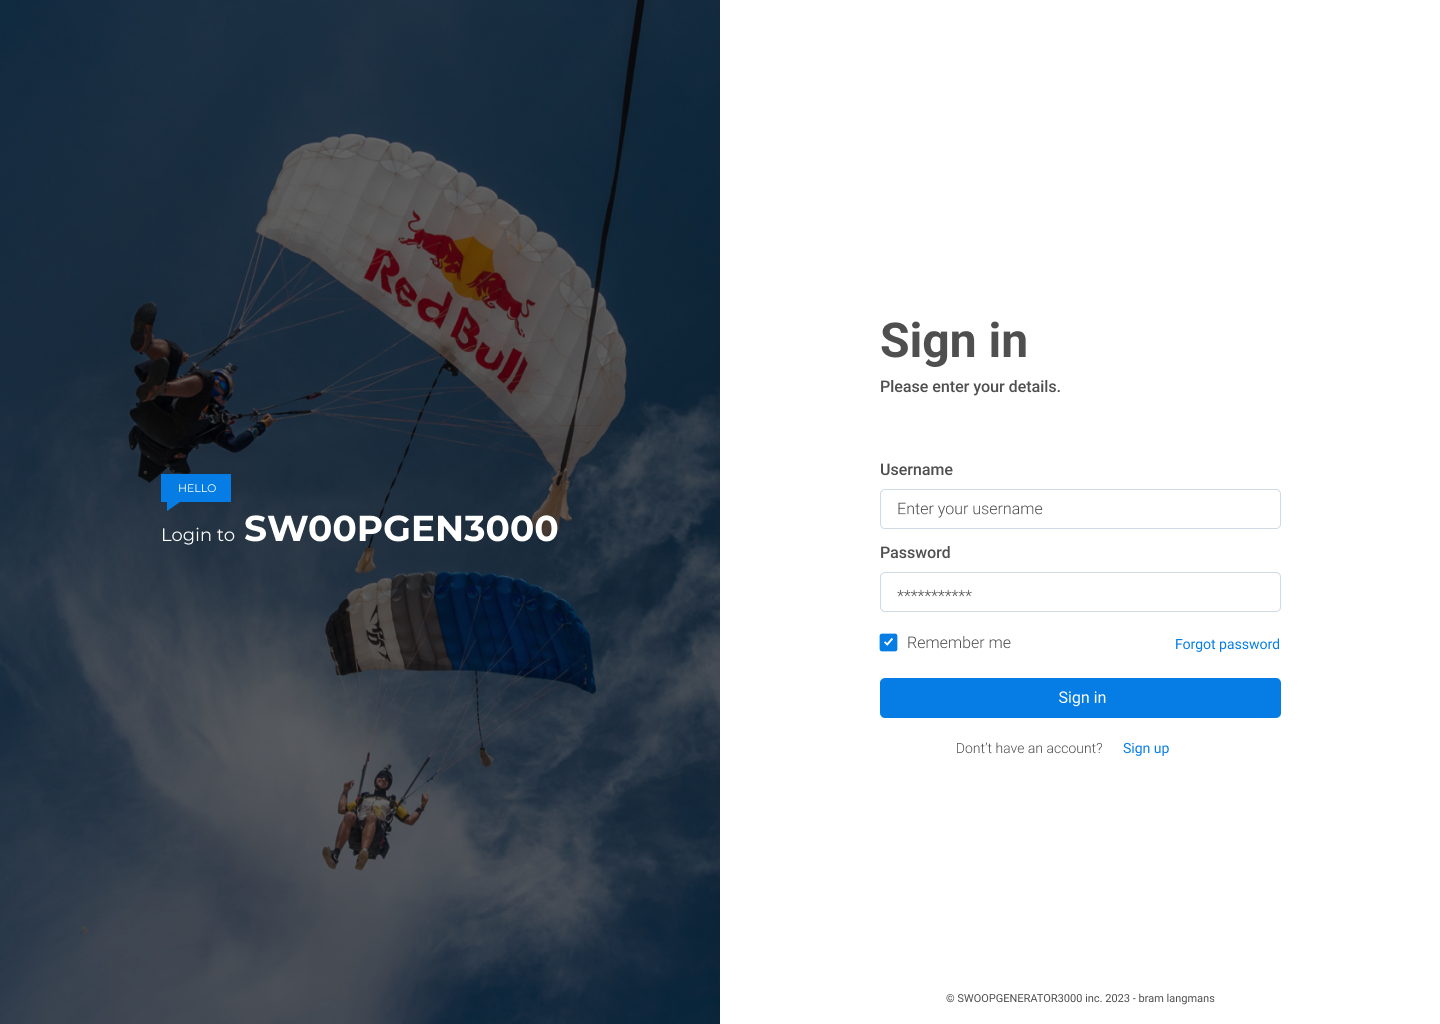 Red Bull
HELLO
Login to SW00PGEN3000
Sign in
Please enter your details.
Username
Enter your username
Password
***********
Remember me
Forgot password
Sign in
Dont't have an account? Sign up
© SWOOPGENERATOR3000 inc. 2023 - bram langmans